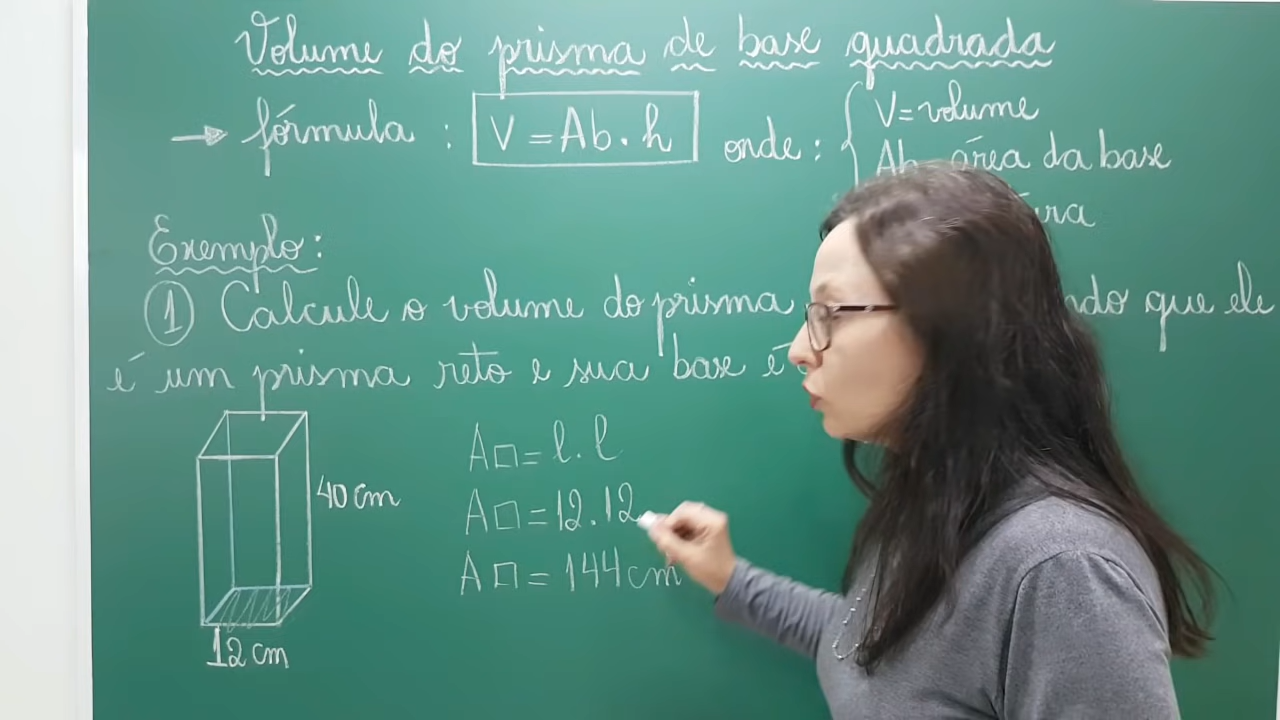 Volume do prisma de base quadrada
→ fórmula : V = Ab . h onde : V = volume
Ab área da base
Exemplo :
1 Calcule o volume do prisma que ele
é um prisma reto e sua base é
A□ = l . l
40 cm
A□ = 12 . 12
A□ = 144 cm
12 cm